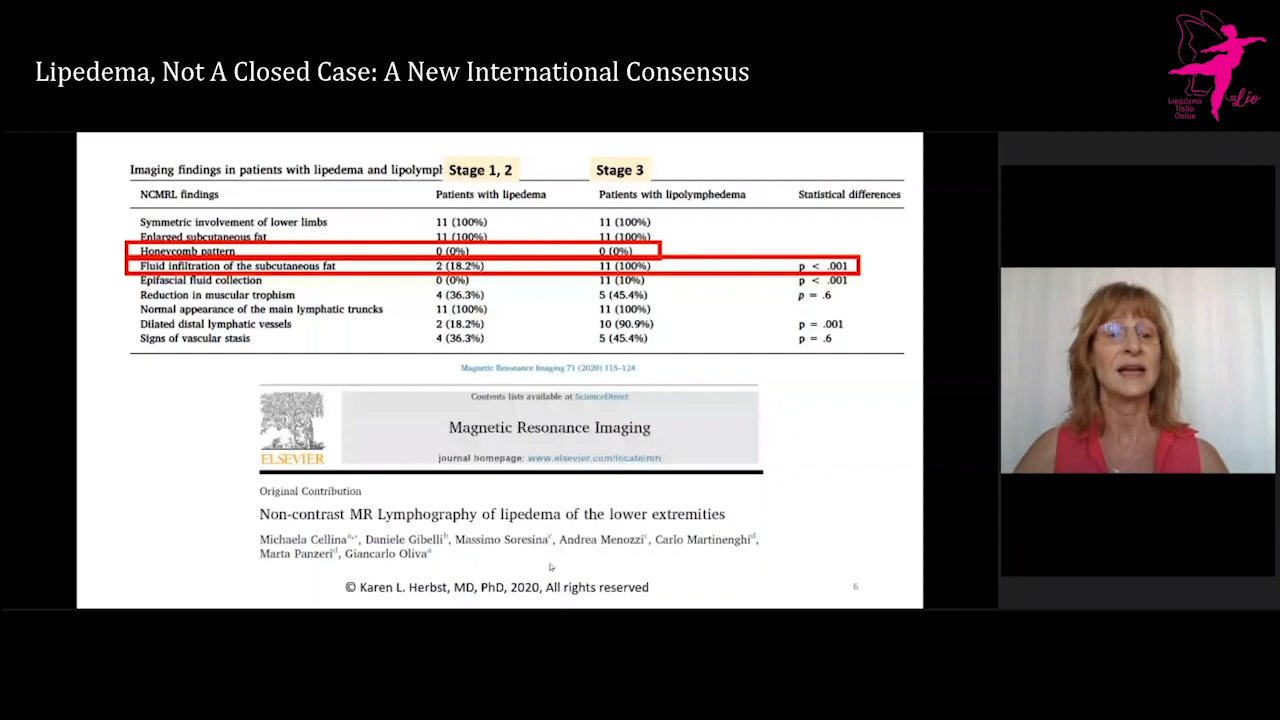 Lipedema, Not A Closed Case: A New International Consensus
Lipedema
Italia
Onlus
Lio
Imaging findings in patients with lipedema and lipolymph Stage 1, 2 Stage 3
NCMRL findings Patients with lipedema Patients with lipolymphedema Statistical differences
Symmetric involvement of lower limbs 11 (100%) 11 (100%)
Enlarged subcutaneous fat 11 (100%) 11 (100%)
Honeycomb pattern 0 (0%) 0 (0%)
Fluid infiltration of the subcutaneous fat 2 (18.2%) 11 (100%) p < .001
Epifascial fluid collection 0 (0%) 11 (10%) p < .001
Reduction in muscular trophism 4 (36.3%) 5 (45.4%) p = .6
Normal appearance of the main lymphatic truncks 11 (100%) 11 (100%)
Dilated distal lymphatic vessels 2 (18.2%) 10 (90.9%) p = .001
Signs of vascular stasis 4 (36.3%) 5 (45.4%) p = .6
Magnetic Resonance Imaging 71 (2020) 115–124
Contents lists available at ScienceDirect
Magnetic Resonance Imaging
ELSEVIER
journal homepage: www.elsevier.com/locate/mri
Original Contribution
Non-contrast MR Lymphography of lipedema of the lower extremities
Michaela Cellina a,*, Daniele Gibelli b, Massimo Soresina c, Andrea Menozzi c, Carlo Martinenghi d,
Marta Panzeri d, Giancarlo Oliva a
© Karen L. Herbst, MD, PhD, 2020, All rights reserved
6